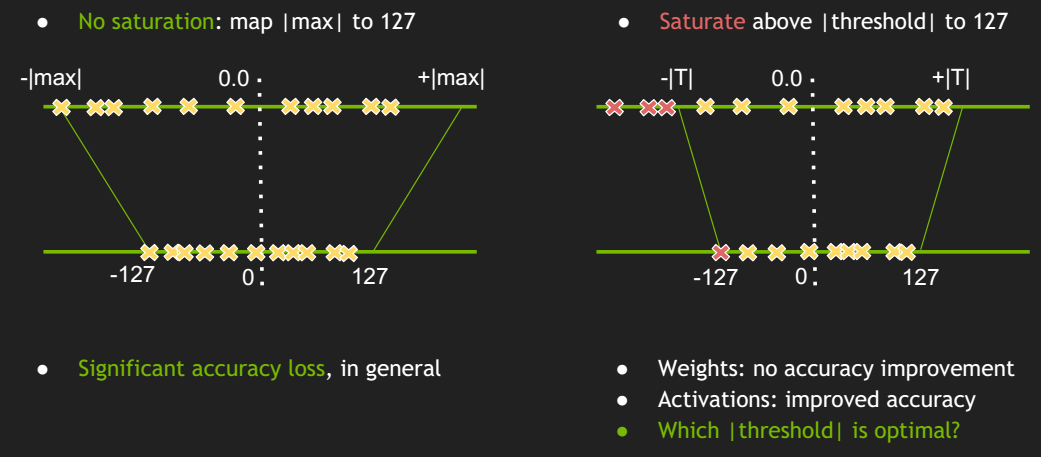 ● No saturation: map |max| to 127
-|max| 0.0 +|max|
-127 0 127
● Significant accuracy loss, in general
● Saturate above |threshold| to 127
-|T| 0.0 +|T|
-127 0 127
● Weights: no accuracy improvement
● Activations: improved accuracy
● Which |threshold| is optimal?